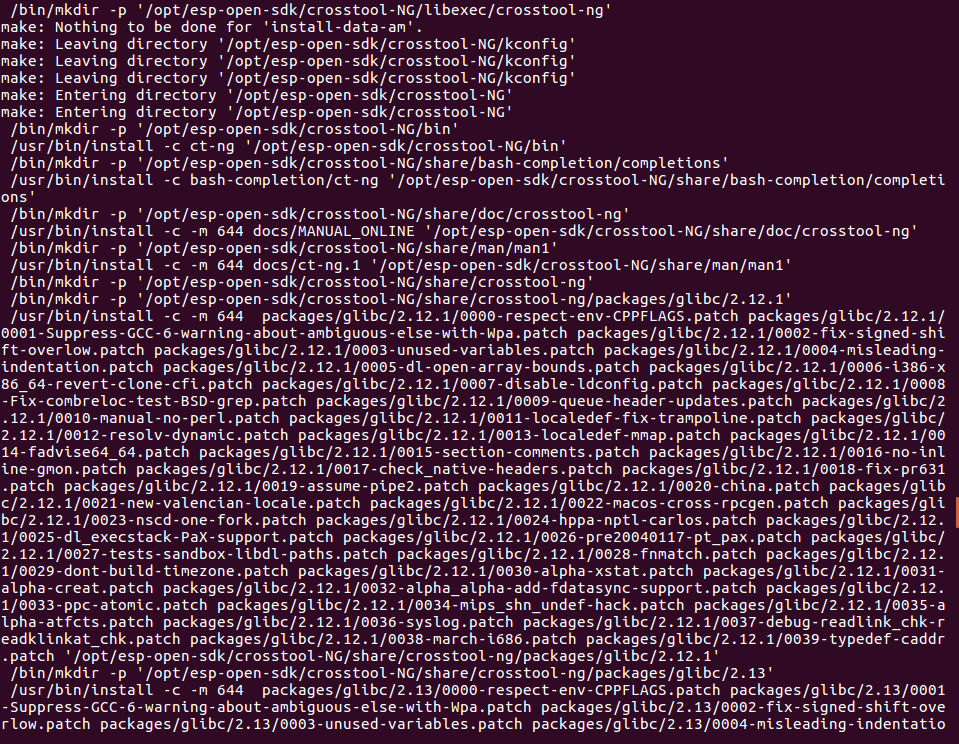 /bin/mkdir -p '/opt/esp-open-sdk/crosstool-NG/libexec/crosstool-ng'
make: Nothing to be done for 'install-data-am'.
make: Leaving directory '/opt/esp-open-sdk/crosstool-NG/kconfig'
make: Leaving directory '/opt/esp-open-sdk/crosstool-NG/kconfig'
make: Leaving directory '/opt/esp-open-sdk/crosstool-NG/kconfig'
make: Entering directory '/opt/esp-open-sdk/crosstool-NG'
make: Entering directory '/opt/esp-open-sdk/crosstool-NG'
 /bin/mkdir -p '/opt/esp-open-sdk/crosstool-NG/bin'
 /usr/bin/install -c ct-ng '/opt/esp-open-sdk/crosstool-NG/bin'
 /bin/mkdir -p '/opt/esp-open-sdk/crosstool-NG/share/bash-completion/completions'
 /usr/bin/install -c bash-completion/ct-ng '/opt/esp-open-sdk/crosstool-NG/share/bash-completion/completi
ons'
 /bin/mkdir -p '/opt/esp-open-sdk/crosstool-NG/share/doc/crosstool-ng'
 /usr/bin/install -c -m 644 docs/MANUAL_ONLINE '/opt/esp-open-sdk/crosstool-NG/share/doc/crosstool-ng'
 /bin/mkdir -p '/opt/esp-open-sdk/crosstool-NG/share/man/man1'
 /usr/bin/install -c -m 644 docs/ct-ng.1 '/opt/esp-open-sdk/crosstool-NG/share/man/man1'
 /bin/mkdir -p '/opt/esp-open-sdk/crosstool-NG/share/crosstool-ng'
 /bin/mkdir -p '/opt/esp-open-sdk/crosstool-NG/share/crosstool-ng/packages/glibc/2.12.1'
 /usr/bin/install -c -m 644  packages/glibc/2.12.1/0000-respect-env-CPPFLAGS.patch packages/glibc/2.12.1/
0001-Suppress-GCC-6-warning-about-ambiguous-else-with-Wpa.patch packages/glibc/2.12.1/0002-fix-signed-shi
ft-overlow.patch packages/glibc/2.12.1/0003-unused-variables.patch packages/glibc/2.12.1/0004-misleading-
indentation.patch packages/glibc/2.12.1/0005-dl-open-array-bounds.patch packages/glibc/2.12.1/0006-i386-x
86_64-revert-clone-cfi.patch packages/glibc/2.12.1/0007-disable-ldconfig.patch packages/glibc/2.12.1/0008
-Fix-combreloc-test-BSD-grep.patch packages/glibc/2.12.1/0009-queue-header-updates.patch packages/glibc/2
.12.1/0010-manual-no-perl.patch packages/glibc/2.12.1/0011-localedef-fix-trampoline.patch packages/glibc/
2.12.1/0012-resolv-dynamic.patch packages/glibc/2.12.1/0013-localedef-mmap.patch packages/glibc/2.12.1/00
14-fadvise64_64.patch packages/glibc/2.12.1/0015-section-comments.patch packages/glibc/2.12.1/0016-no-inl
ine-gmon.patch packages/glibc/2.12.1/0017-check_native-headers.patch packages/glibc/2.12.1/0018-fix-pr631
.patch packages/glibc/2.12.1/0019-assume-pipe2.patch packages/glibc/2.12.1/0020-china.patch packages/glib
c/2.12.1/0021-new-valencian-locale.patch packages/glibc/2.12.1/0022-macos-cross-rpcgen.patch packages/gli
bc/2.12.1/0023-nscd-one-fork.patch packages/glibc/2.12.1/0024-hppa-nptl-carlos.patch packages/glibc/2.12.
1/0025-dl_execstack-PaX-support.patch packages/glibc/2.12.1/0026-pre20040117-pt_pax.patch packages/glibc/
2.12.1/0027-tests-sandbox-libdl-paths.patch packages/glibc/2.12.1/0028-fnmatch.patch packages/glibc/2.12.
1/0029-dont-build-timezone.patch packages/glibc/2.12.1/0030-alpha-xstat.patch packages/glibc/2.12.1/0031-
alpha-creat.patch packages/glibc/2.12.1/0032-alpha_alpha-add-fdatasync-support.patch packages/glibc/2.12.
1/0033-ppc-atomic.patch packages/glibc/2.12.1/0034-mips_shn_undef-hack.patch packages/glibc/2.12.1/0035-a
lpha-atfcts.patch packages/glibc/2.12.1/0036-syslog.patch packages/glibc/2.12.1/0037-debug-readlink_chk-r
eadklinkat_chk.patch packages/glibc/2.12.1/0038-march-i686.patch packages/glibc/2.12.1/0039-typedef-caddr
.patch '/opt/esp-open-sdk/crosstool-NG/share/crosstool-ng/packages/glibc/2.12.1'
 /bin/mkdir -p '/opt/esp-open-sdk/crosstool-NG/share/crosstool-ng/packages/glibc/2.13'
 /usr/bin/install -c -m 644  packages/glibc/2.13/0000-respect-env-CPPFLAGS.patch packages/glibc/2.13/0001
-Suppress-GCC-6-warning-about-ambiguous-else-with-Wpa.patch packages/glibc/2.13/0002-fix-signed-shift-ove
rlow.patch packages/glibc/2.13/0003-unused-variables.patch packages/glibc/2.13/0004-misleading-indentatio